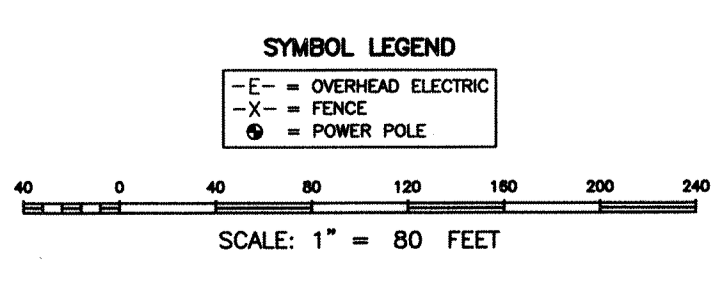 SYMBOL LEGEND
-E- = OVERHEAD ELECTRIC
-X- = FENCE
= POWER POLE
40 0 40 80 120 160 200 240
SCALE: 1" = 80 FEET